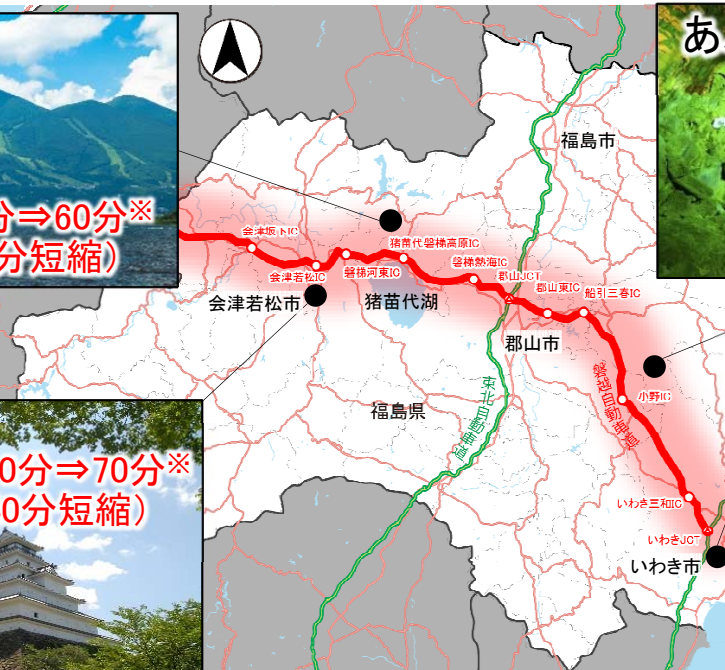 あ
福島市
分⇒60分※
分短縮）
会津坂下IC
会津若松IC
磐梯河東IC
猪苗代磐梯高原IC
磐梯熱海IC
郡山JCT
郡山東IC
船引三春IC
会津若松市
猪苗代湖
郡山市
小野IC
磐越自動車道
東北自動車道
福島県
0分⇒70分※
0分短縮）
いわき三和IC
いわきJCT
いわき市